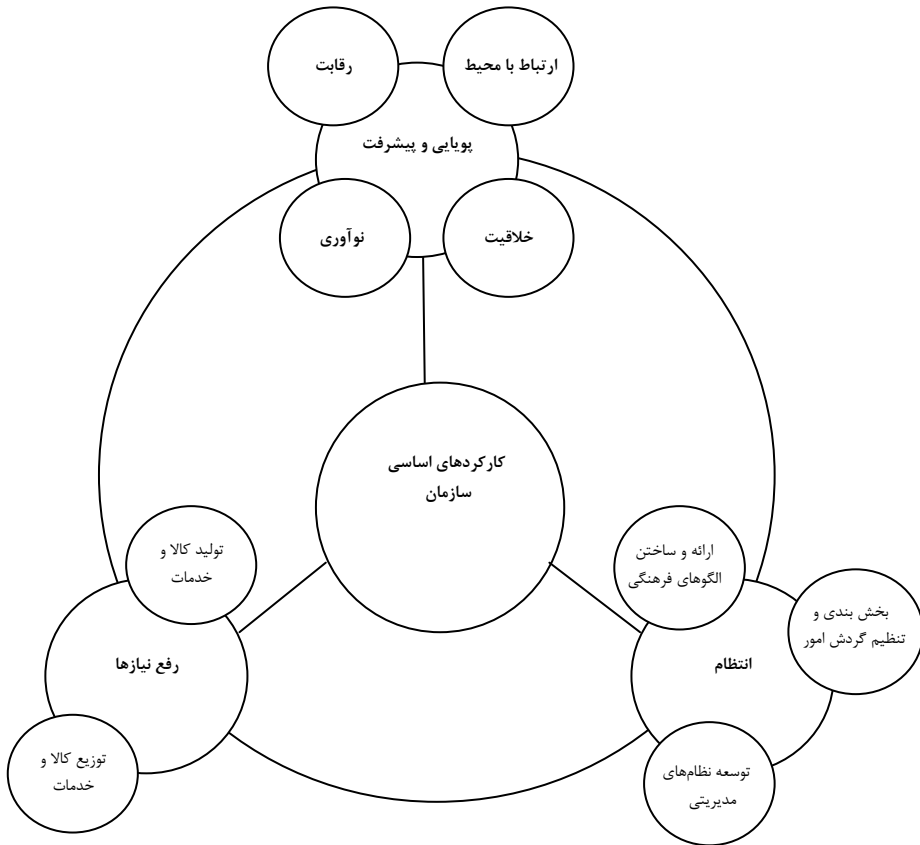 ارتباط با محیط
رقابت
پویایی و پیشرفت
خلاقیت
نوآوری
کارکردهای اساسی
سازمان
ارائه و ساختن
الگوهای فرهنگی
بخش بندی و
تنظیم گردش امور
انتظام
توسعه نظام‌های
مدیریتی
تولید کالا و
خدمات
رفع نیازها
توزیع کالا و
خدمات